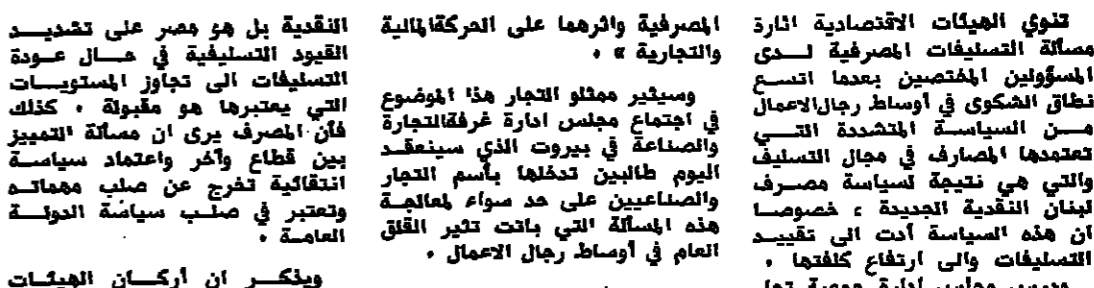 تنوي الهيئات الاقتصادية اثارة
مسألة التسليفات المصرفية لدى
المسؤولين المختصين بعدما اتسع
نطاق الشكوى في أوساط رجال الاعمال
من السياسة المتشددة التي
تعتمدها المصارف في مجال التسليف
والتي هي نتيجة لسياسة مصرف
لبنان النقدية الجديدة ، خصوصا
ان هذه السياسة أدت الى تقييد
التسليفات والى ارتفاع كلفتها .
مجلس ادارة جمعية
المصرفية واثرهما على الحركة المالية
والتجارية » .
وسيثير ممثلو التجار هذا الموضوع
في اجتماع مجلس ادارة غرفة التجارة
والصناعة في بيروت الذي سينعقد
اليوم طالبين تدخلها بأسم التجار
والصناعيين على حد سواء لمعالجة
هذه المسألة التي باتت تثير القلق
العام في أوساط رجال الاعمال .
النقدية بل هو مصر على تشديد
القيود التسليفية في حال عودة
التسليفات الى تجاوز المستويات
التي يعتبرها هو مقبولة . كذلك
فأن المصرف يرى ان مسألة التمييز
بين قطاع وآخر واعتماد سياسة
انتقائية تخرج عن صلب مهماته
وتعتبر في صلب سياسة الدولة
العامة .
ويذكر ان أركان الهيئات